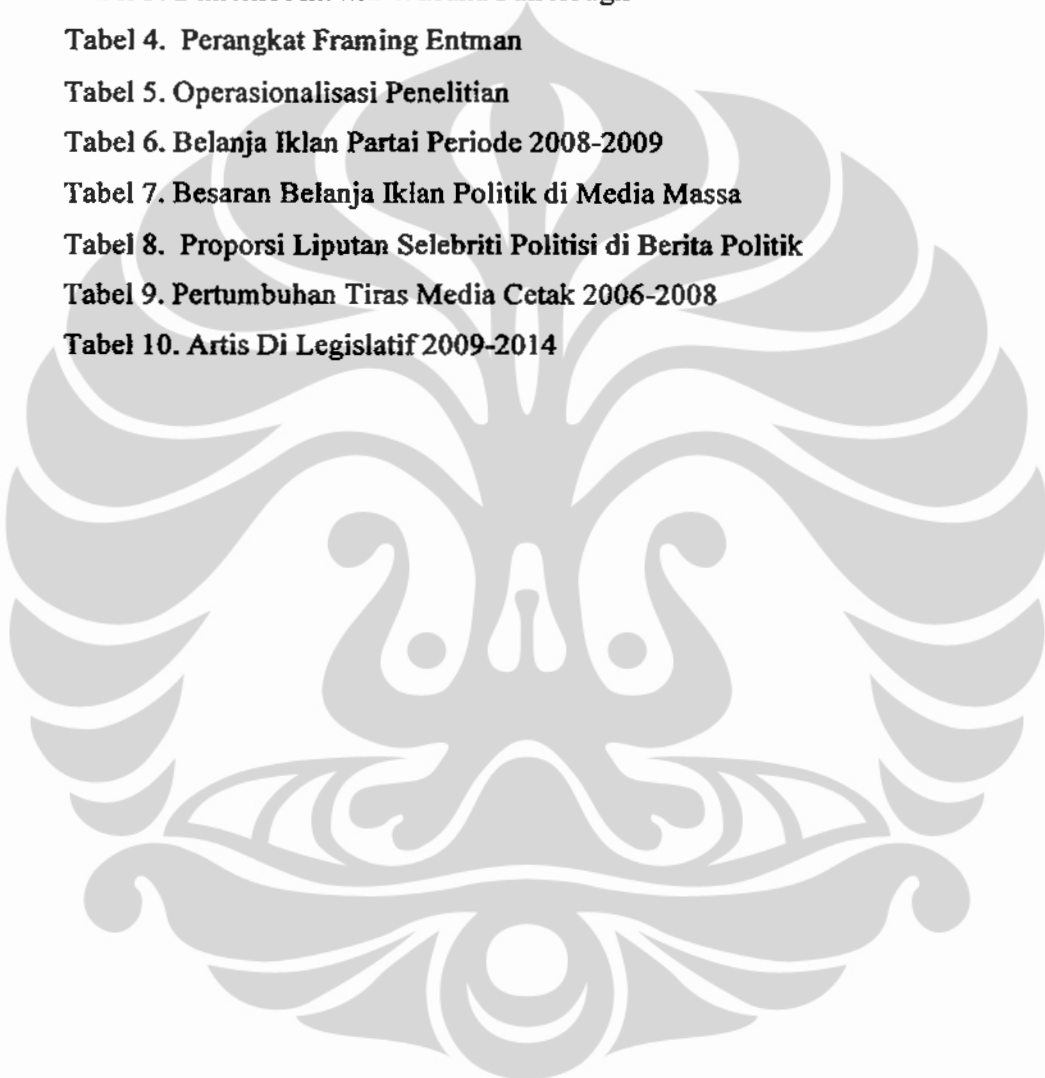 Tabel 4. Perangkat Framing Entman
Tabel 5. Operasionalisasi Penelitian
Tabel 6. Belanja Iklan Partai Periode 2008-2009
Tabel 7. Besaran Belanja Iklan Politik di Media Massa
Tabel 8. Proporsi Liputan Selebriti Politisi di Berita Politik
Tabel 9. Pertumbuhan Tiras Media Cetak 2006-2008
Tabel 10. Artis Di Legislatif 2009-2014